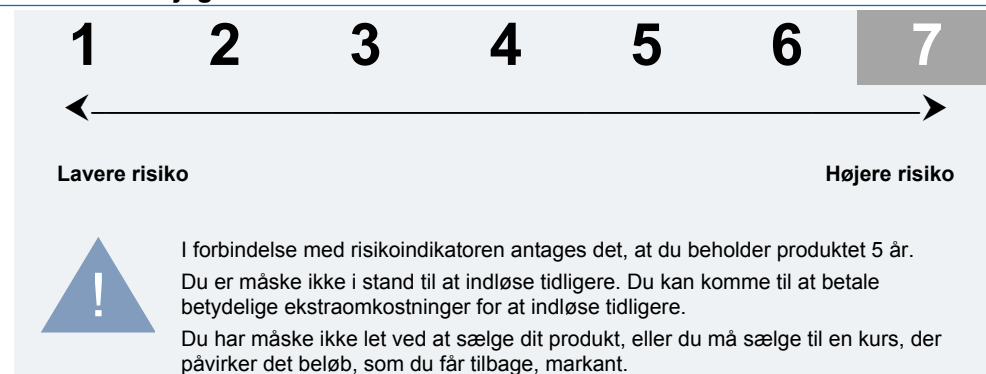 1 2 3 4 5 6 7
Lavere risiko Højere risiko
!
I forbindelse med risikoindikatoren antages det, at du beholder produktet 5 år.
Du er måske ikke i stand til at indløse tidligere. Du kan komme til at betale
betydelige ekstraomkostninger for at indløse tidligere.
Du har måske ikke let ved at sælge dit produkt, eller du må sælge til en kurs, der
påvirker det beløb, som du får tilbage, markant.